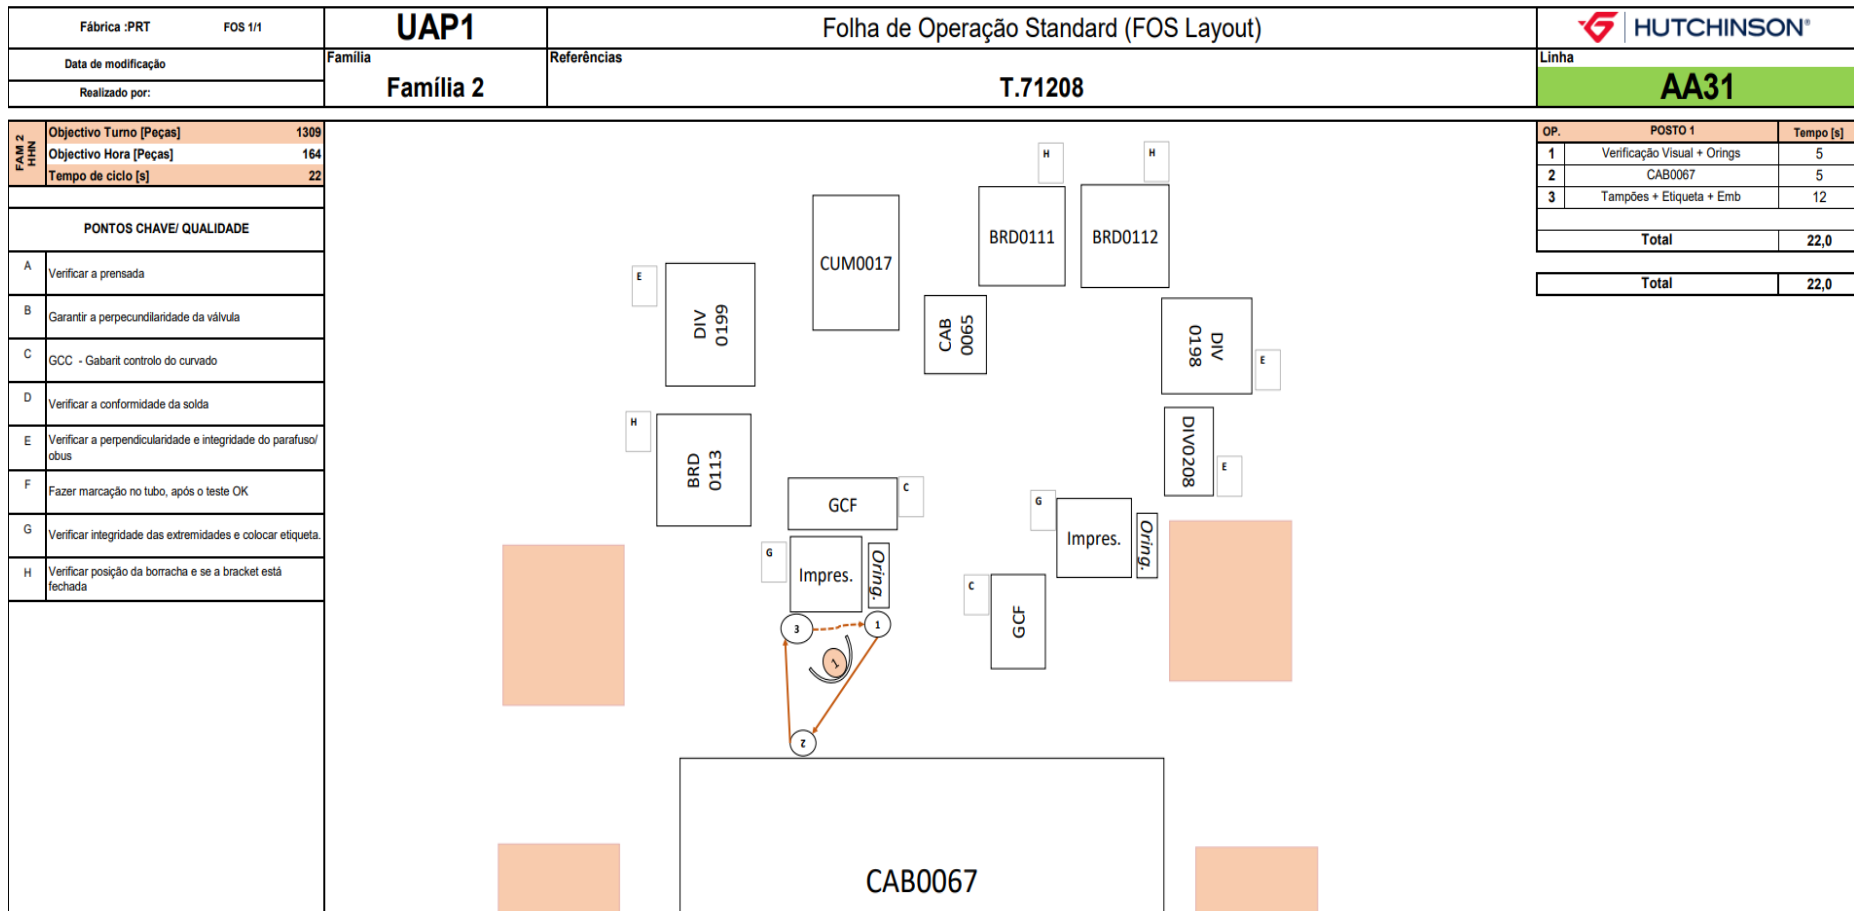 Fábrica :PRT FOS 1/1
UAP1
Folha de Operação Standard (FOS Layout)
HUTCHINSON®
Data de modificação
Família
Referências
Linha
Realizado por:
Família 2
T.71208
AA31
FAM 2
HHN
Objectivo Turno [Peças] 1309
Objectivo Hora [Peças] 164
Tempo de ciclo [s] 22
PONTOS CHAVE/ QUALIDADE
A Verificar a prensada
B Garantir a perpecundilaridade da válvula
C GCC - Gabarit controlo do curvado
D Verificar a conformidade da solda
E Verificar a perpendicularidade e integridade do parafuso/
obus
F Fazer marcação no tubo, após o teste OK
G Verificar integridade das extremidades e colocar etiqueta.
H Verificar posição da borracha e se a bracket está
fechada
H
H
CUM0017
BRD0111
BRD0112
E
DIV
0199
CAB
0065
DIV
0198
E
H
BRD
0113
DIV0208
E
GCF
C
G
Impres.
Oring.
G
Impres.
Oring.
C
GCF
3
1
1
2
CAB0067
OP. POSTO 1 Tempo [s]
1 Verificação Visual + Orings 5
2 CAB0067 5
3 Tampões + Etiqueta + Emb 12
Total 22,0
Total 22,0